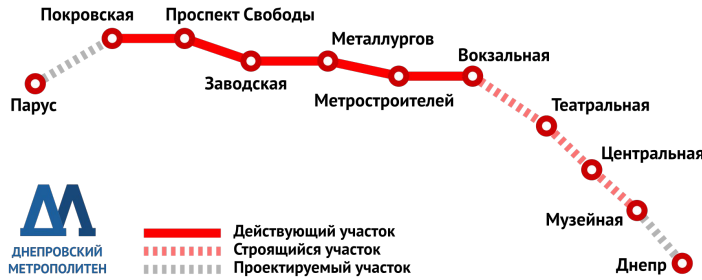 Покровская
Проспект Свободы
Металлургов
Вокзальная
Заводская
Парус
Метростроителей
Театральная
Центральная
Музейная
Днепр
ДНЕПРОВСКИЙ
МЕТРОПОЛИТЕН
Действующий участок
Строящийся участок
Проектируемый участок